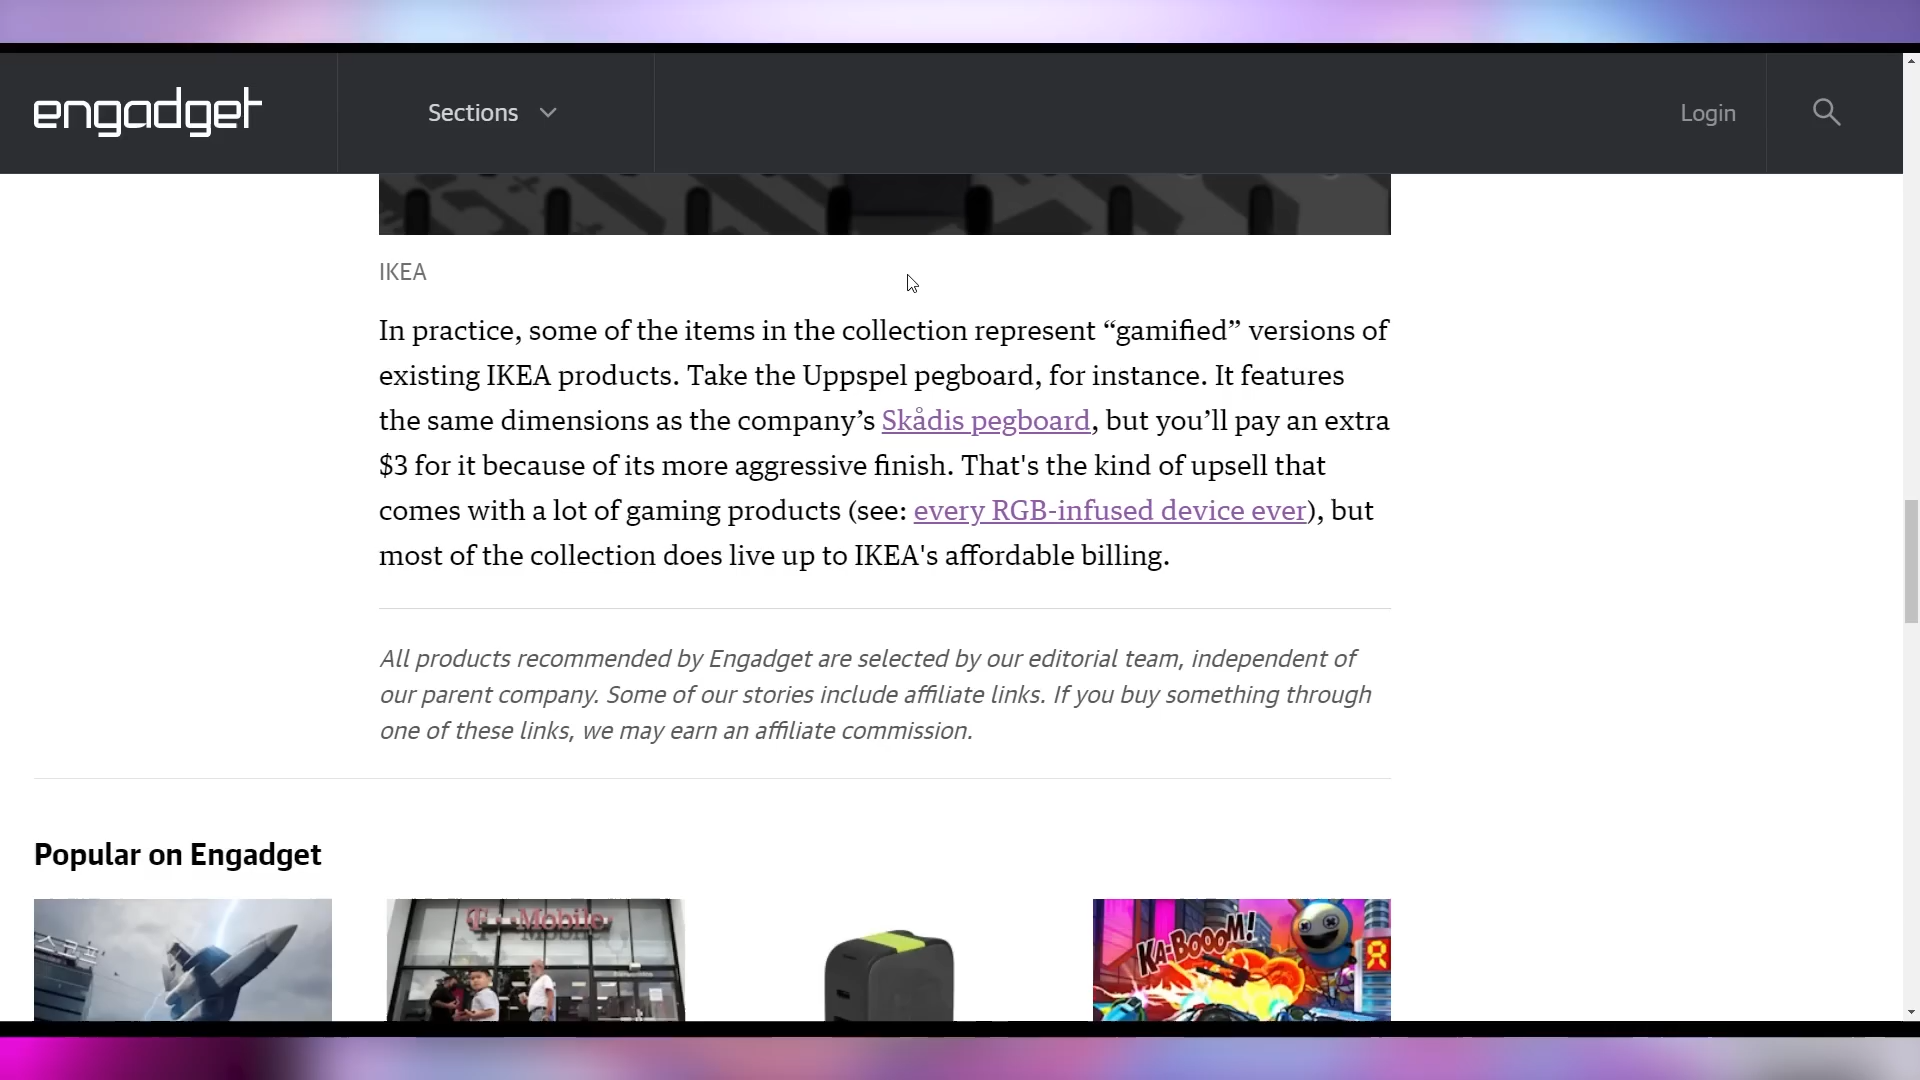 engadget
Sections
Login
IKEA
In practice, some of the items in the collection represent “gamified” versions of
existing IKEA products. Take the Uppspel pegboard, for instance. It features
the same dimensions as the company’s Skådis pegboard, but you’ll pay an extra
$3 for it because of its more aggressive finish. That's the kind of upsell that
comes with a lot of gaming products (see: every RGB-infused device ever), but
most of the collection does live up to IKEA's affordable billing.
All products recommended by Engadget are selected by our editorial team, independent of
our parent company. Some of our stories include affiliate links. If you buy something through
one of these links, we may earn an affiliate commission.
Popular on Engadget
스코프
T-Mobile
KA-BOOOM!